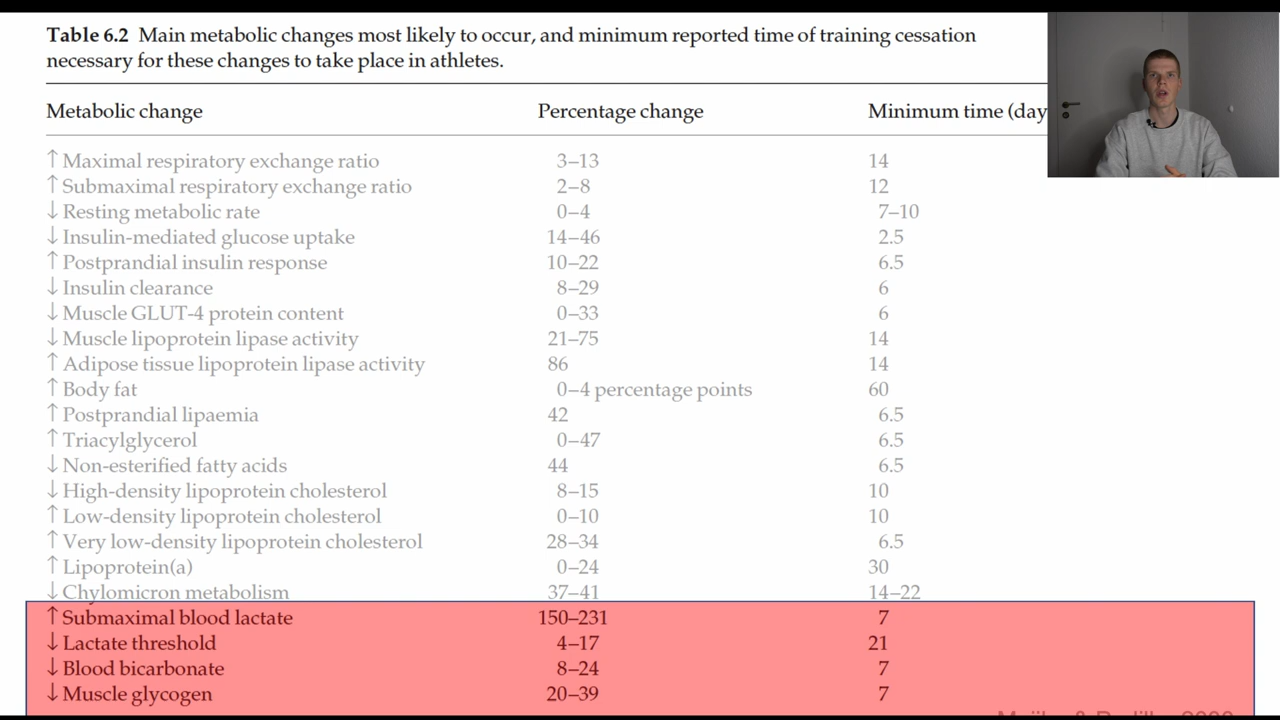 Table 6.2 Main metabolic changes most likely to occur, and minimum reported time of training cessation
necessary for these changes to take place in athletes.
Metabolic change Percentage change Minimum time (day
↑ Maximal respiratory exchange ratio 3–13 14
↑ Submaximal respiratory exchange ratio 2–8 12
↓ Resting metabolic rate 0–4 7–10
↓ Insulin-mediated glucose uptake 14–46 2.5
↑ Postprandial insulin response 10–22 6.5
↓ Insulin clearance 8–29 6
↓ Muscle GLUT-4 protein content 0–33 6
↓ Muscle lipoprotein lipase activity 21–75 14
↑ Adipose tissue lipoprotein lipase activity 86 14
↑ Body fat 0–4 percentage points 60
↑ Postprandial lipaemia 42 6.5
↑ Triacylglycerol 0–47 6.5
↓ Non-esterified fatty acids 44 6.5
↓ High-density lipoprotein cholesterol 8–15 10
↑ Low-density lipoprotein cholesterol 0–10 10
↑ Very low-density lipoprotein cholesterol 28–34 6.5
↑ Lipoprotein(a) 0–24 30
↓ Chylomicron metabolism 37–41 14–22
↑ Submaximal blood lactate 150–231 7
↓ Lactate threshold 4–17 21
↓ Blood bicarbonate 8–24 7
↓ Muscle glycogen 20–39 7